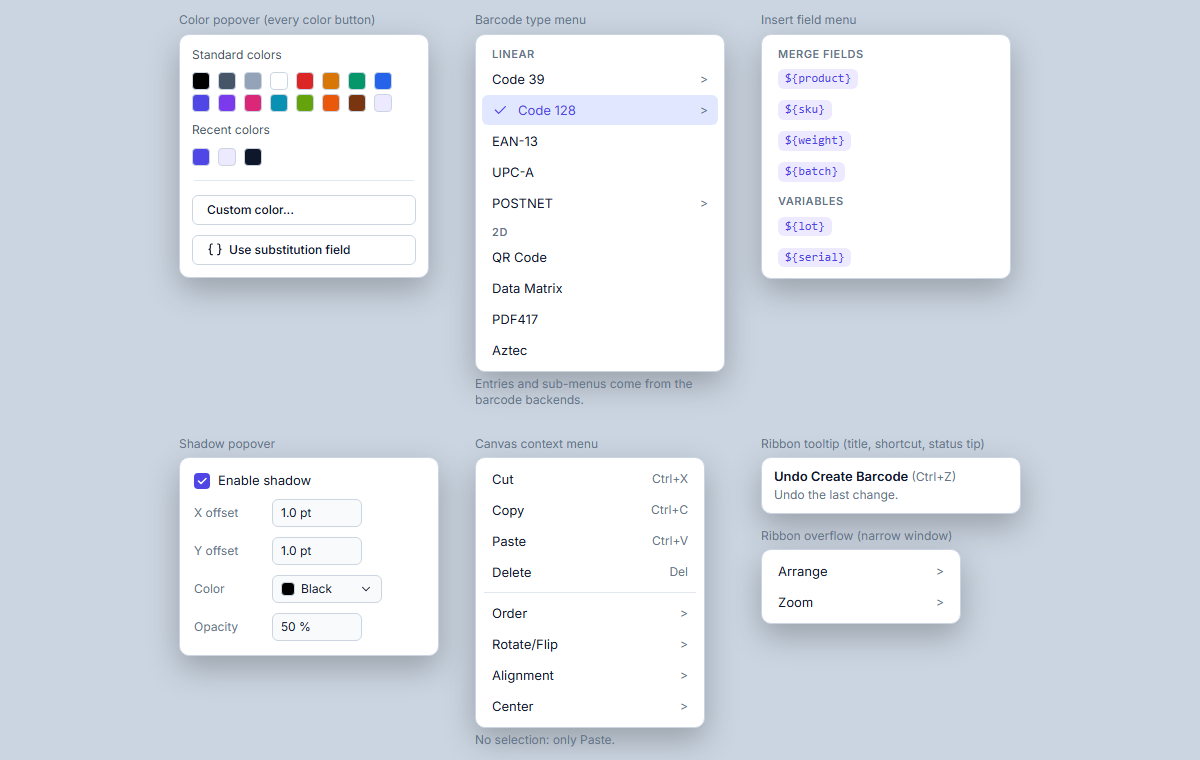 Color popover (every color button)
Standard colors
Recent colors
Custom color...
{ } Use substitution field
Barcode type menu
LINEAR
Code 39 >
Code 128 >
EAN-13
UPC-A
POSTNET >
2D
QR Code
Data Matrix
PDF417
Aztec
Entries and sub-menus come from the
barcode backends.
Insert field menu
MERGE FIELDS
${product}
${sku}
${weight}
${batch}
VARIABLES
${lot}
${serial}
Shadow popover
Enable shadow
X offset 1.0 pt
Y offset 1.0 pt
Color Black
Opacity 50 %
Canvas context menu
Cut Ctrl+X
Copy Ctrl+C
Paste Ctrl+V
Delete Del
Order >
Rotate/Flip >
Alignment >
Center >
No selection: only Paste.
Ribbon tooltip (title, shortcut, status tip)
Undo Create Barcode (Ctrl+Z)
Undo the last change.
Ribbon overflow (narrow window)
Arrange >
Zoom >